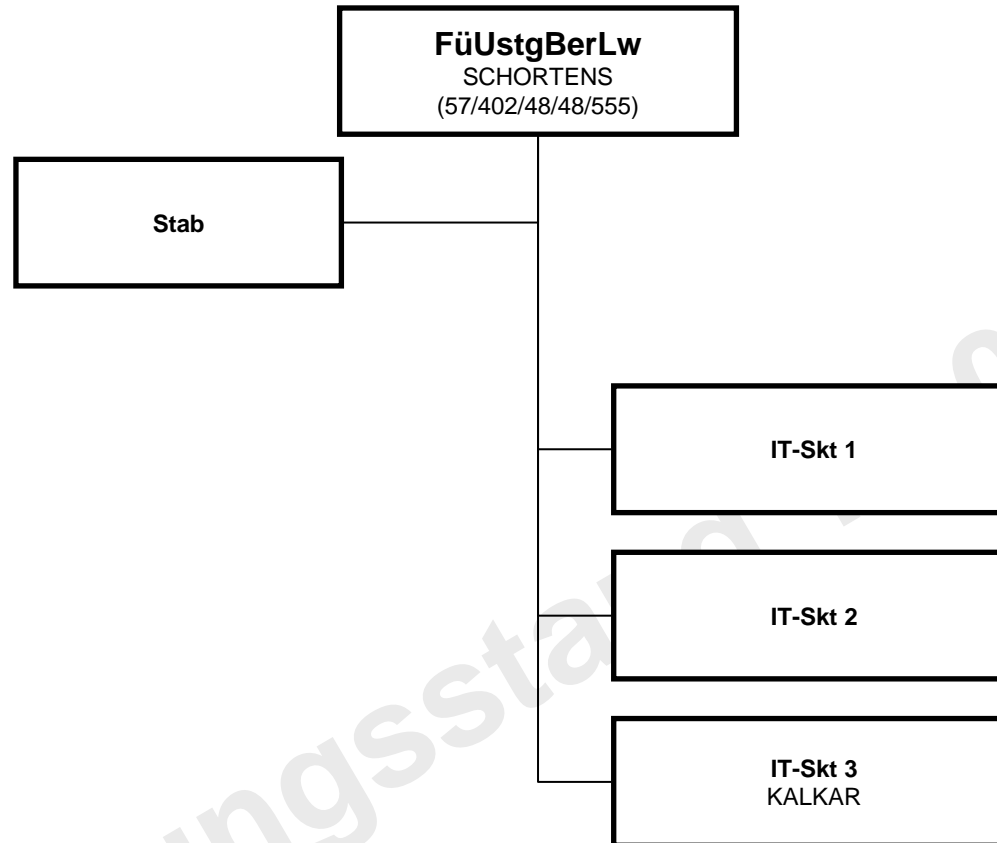 FüUstgBerLw
SCHORTENS
(57/402/48/48/555)
Stab
IT-Skt 1
IT-Skt 2
IT-Skt 3
KALKAR